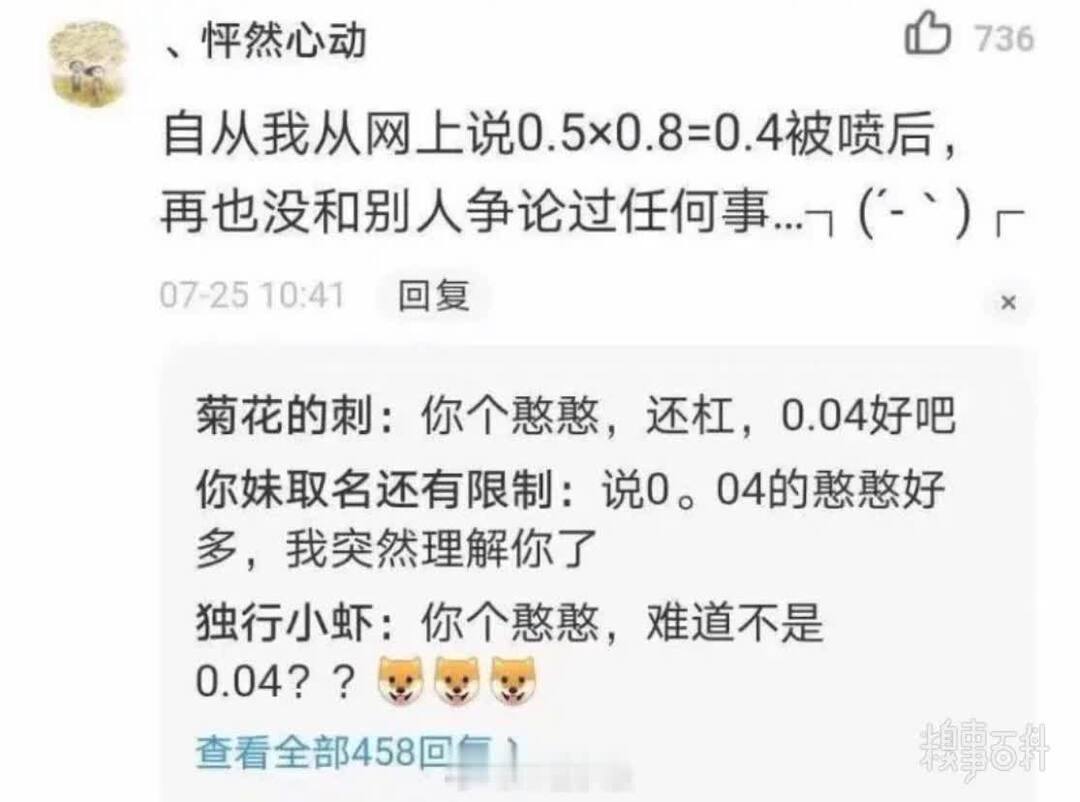 、怦然心动
736
自从我从网上说0.5×0.8=0.4被喷后，
再也没和别人争论过任何事...┐(´-｀)┌
07-25 10:41 回复 ×
菊花的刺：你个憨憨，还杠，0.04好吧
你妹取名还有限制：说0。04的憨憨好
多，我突然理解你了
独行小虾：你个憨憨，难道不是
0.04？？🐶🐶🐶
查看全部458回复 〉
糗事百科